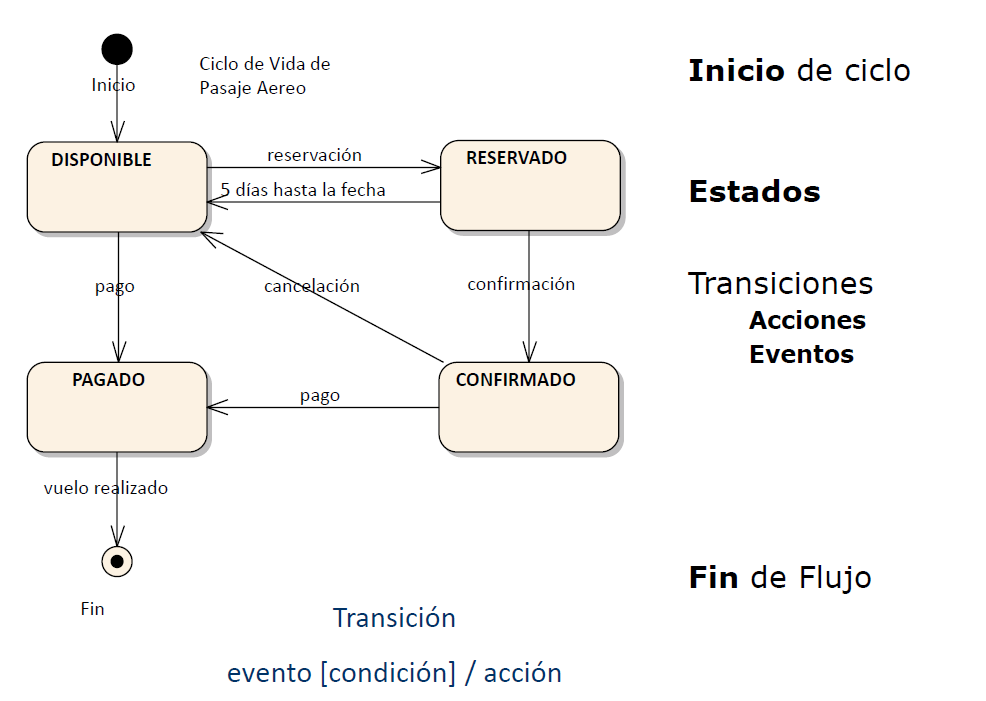 Inicio
Ciclo de Vida de
Pasaje Aereo
Inicio de ciclo
DISPONIBLE
reservación
RESERVADO
5 días hasta la fecha
Estados
pago
cancelación
confirmación
Transiciones
Acciones
Eventos
PAGADO
pago
CONFIRMADO
vuelo realizado
Fin
Fin de Flujo
Transición
evento [condición] / acción